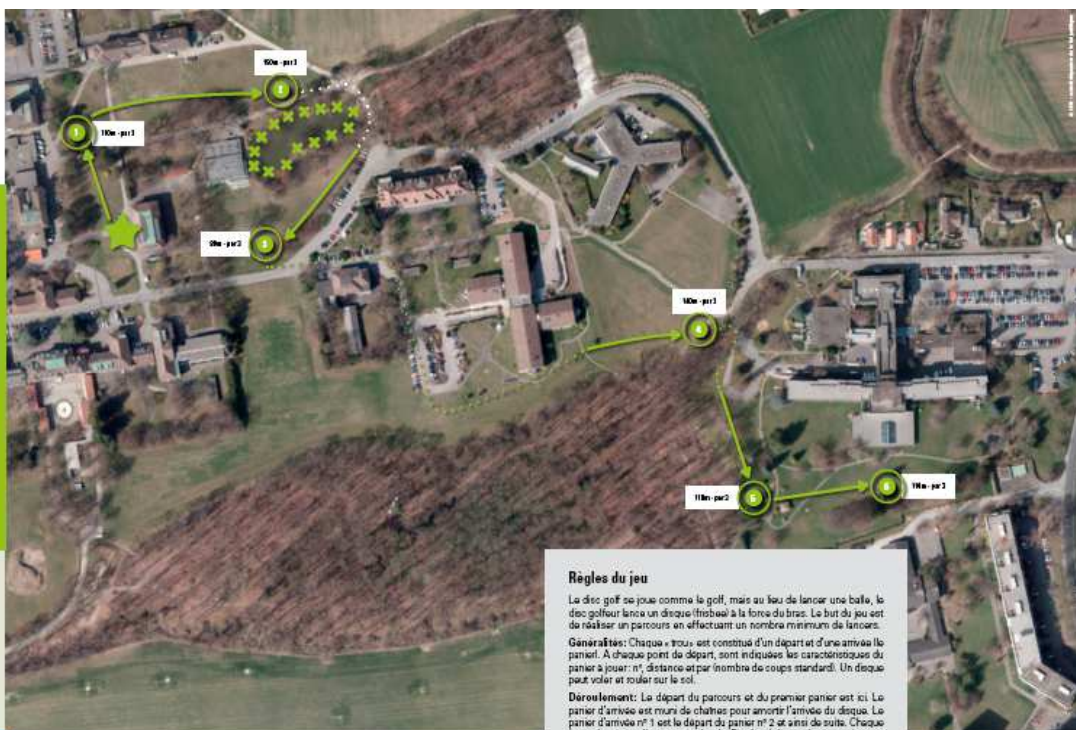 150m - par 3
2
1
110m - par 3
3
par 3
4
140m - par 3
5
110m - par 3
6
par 3
Règles du jeu
Le disc golf se joue comme le golf, mais au lieu de lancer une balle, le
disc golfeur lance un disque (frisbee) à la force du bras. Le but du jeu est
de réaliser un parcours en effectuant un nombre minimum de lancers.
Généralités: Chaque « trou » est constitué d'un départ et d'une arrivée (le
panier). A chaque point de départ, sont indiquées les caractéristiques du
panier à jouer: n°, distance et par (nombre de coups standard). Un disque
peut voler et rouler sur le sol.
Déroulement: Le départ du parcours et du premier panier est ici. Le
panier d'arrivée est muni de chaînes pour amortir l'arrivée du disque. Le
panier d'arrivée n° 1 est le départ du panier n° 2 et ainsi de suite. Chaque